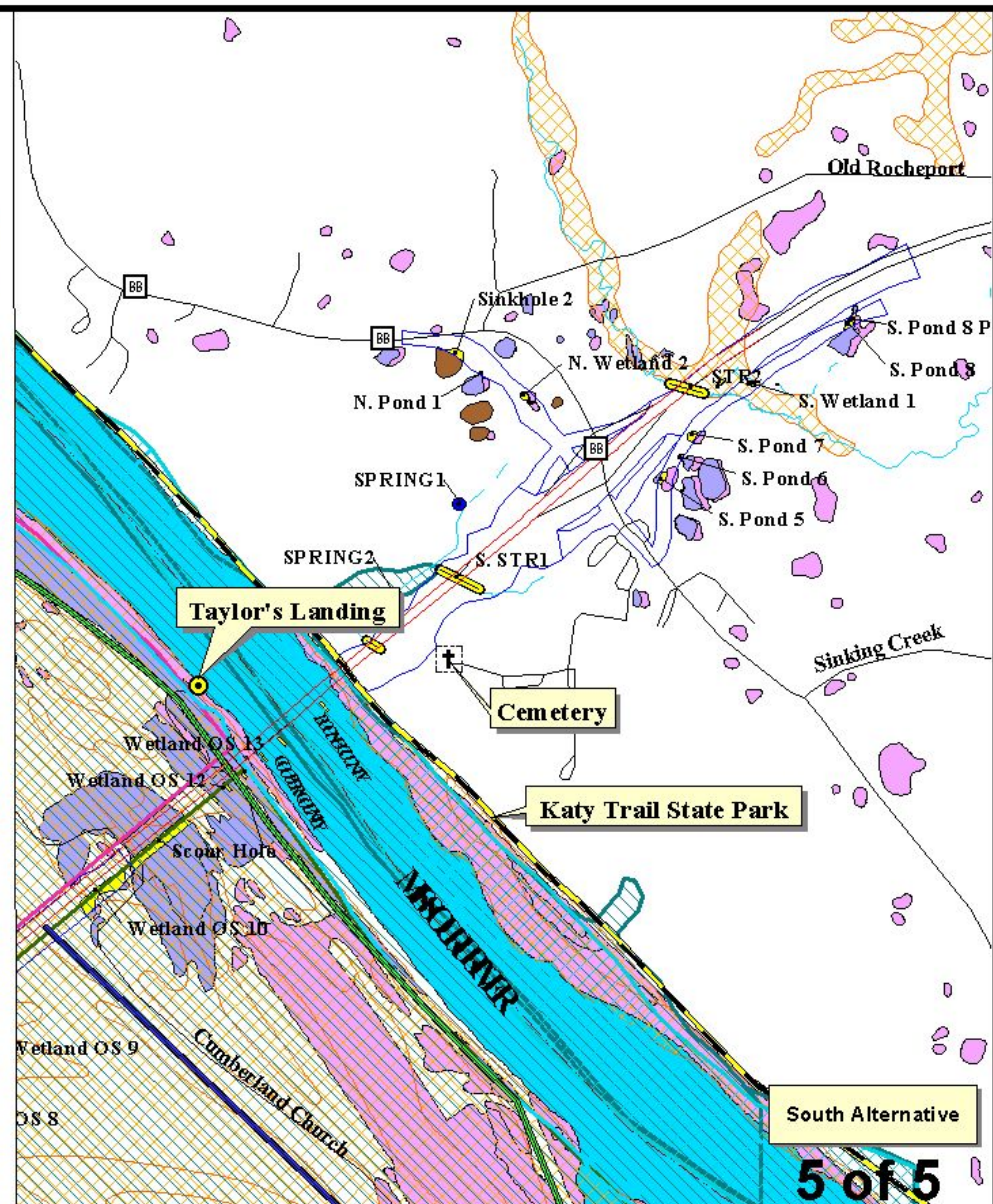 Old Rocheport
BB
Sinkhole 2
BB
S. Pond 8 P
N. Wetland 2
S. Pond 8
STR2
N. Pond 1
S. Wetland 1
BB
S. Pond 7
SPRING1
S. Pond 6
S. Pond 5
SPRING2
S. STR1
Taylor's Landing
Sinking Creek
Cemetery
Wetland OS 13
Wetland OS 12
Katy Trail State Park
Scour Hole
Wetland OS 10
Wetland OS 9
Cumberland Church
OS 8
South Alternative
5 of 5